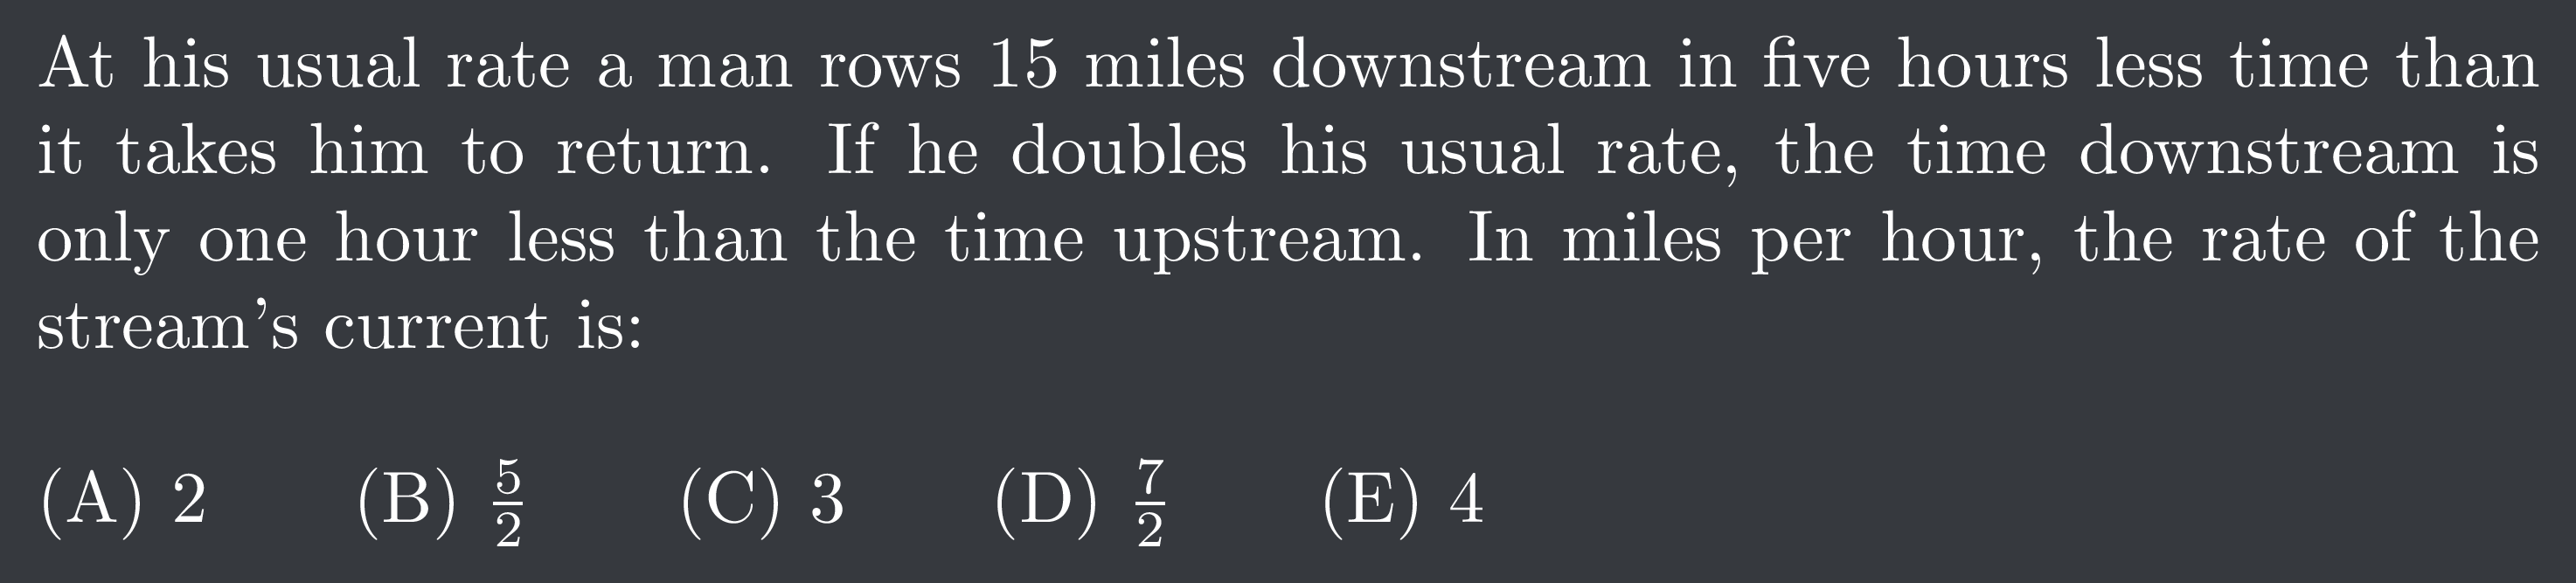 At his usual rate a man rows 15 miles downstream in five hours less time than
it takes him to return. If he doubles his usual rate, the time downstream is
only one hour less than the time upstream. In miles per hour, the rate of the
stream’s current is:
(A) 2 (B) 5/2 (C) 3 (D) 7/2 (E) 4